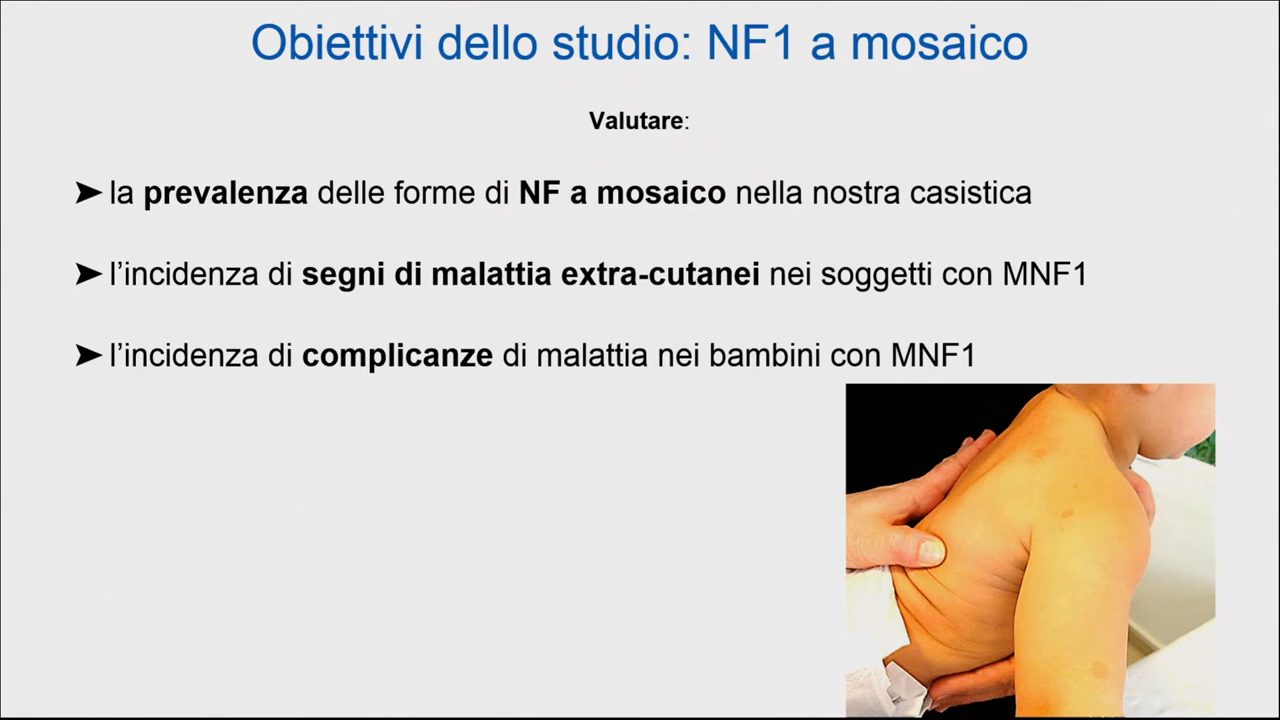 Obiettivi dello studio: NF1 a mosaico
Valutare:
➤ la prevalenza delle forme di NF a mosaico nella nostra casistica
➤ l’incidenza di segni di malattia extra-cutanei nei soggetti con MNF1
➤ l’incidenza di complicanze di malattia nei bambini con MNF1